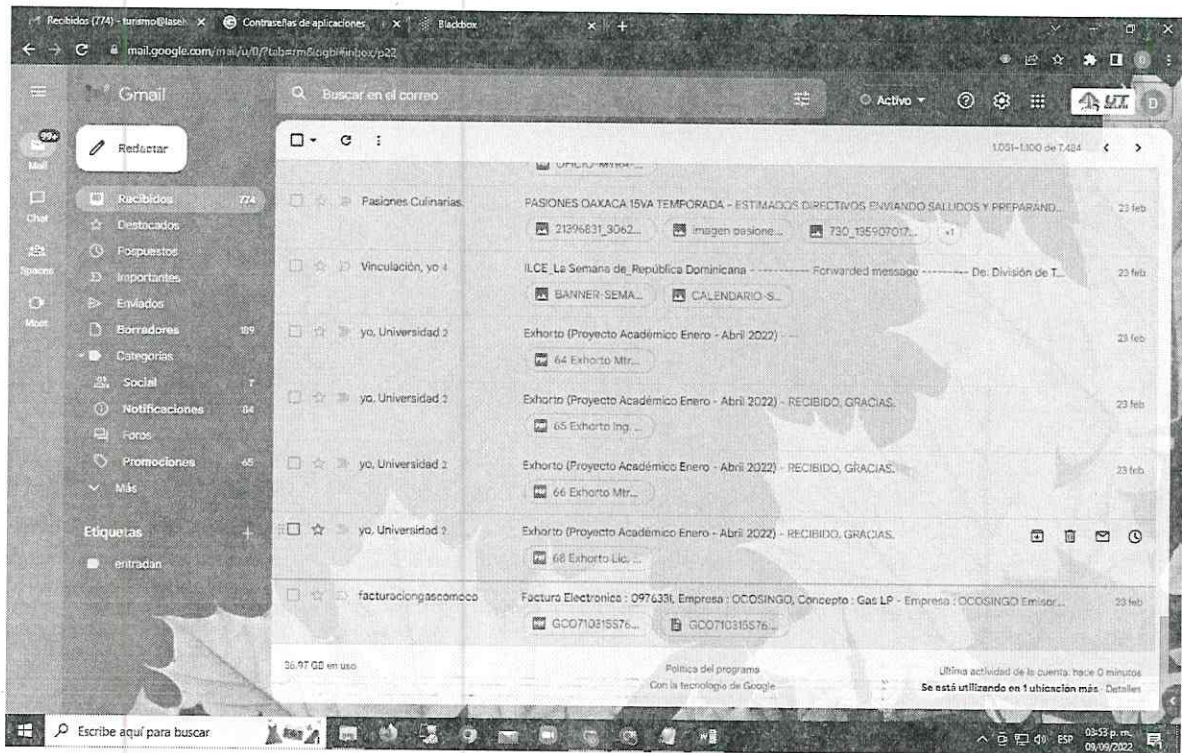 Recibidos (774) - turismo@lasel
Contraseñas de aplicaciones
Blackbox
mail.google.com/mail/u/0/?tab=rm&ogbl#inbox/p22
Gmail
Buscar en el correo
Activo
UT
D
99+
Mail
Redactar
1,051–1,100 de 7,484
Chat
Spaces
Meet
Recibidos 774
Destacados
Pospuestos
Importantes
Enviados
Borradores 189
Categorías
Social 7
Notificaciones 84
Foros
Promociones 65
Más
Etiquetas +
entradan
OFICIO-MYRA-...
Pasiones Culinarias. PASIONES OAXACA 15VA TEMPORADA - ESTIMADOS DIRECTIVOS ENVIANDO SALUDOS Y PREPARAND... 23 feb
21396831_3062... imagen pasione... 730_135907017... +1
Vinculación, yo 4 ILCE_La Semana de_República Dominicana - ---------- Forwarded message ---------- De: División de T... 23 feb
BANNER-SEMA... CALENDARIO-S...
yo, Universidad 2 Exhorto (Proyecto Académico Enero - Abril 2022) - -- 23 feb
64 Exhorto Mtr...
yo, Universidad 2 Exhorto (Proyecto Académico Enero - Abril 2022) - RECIBIDO, GRACIAS. 23 feb
65 Exhorto Ing. ...
yo, Universidad 2 Exhorto (Proyecto Académico Enero - Abril 2022) - RECIBIDO, GRACIAS. 23 feb
66 Exhorto Mtr...
yo, Universidad 2 Exhorto (Proyecto Académico Enero - Abril 2022) - RECIBIDO, GRACIAS.
68 Exhorto Lic. ...
facturaciongascomoco Factura Electronica : 097633I, Empresa : OCOSINGO, Concepto : Gas LP - Empresa : OCOSINGO Emisor... 23 feb
GCO710315S76... GCO710315S76...
36.97 GB en uso
Política del programa
Con la tecnología de Google
Última actividad de la cuenta: hace 0 minutos
Se está utilizando en 1 ubicación más · Detalles
Escribe aquí para buscar
ESP
03:53 p. m.
09/09/2022